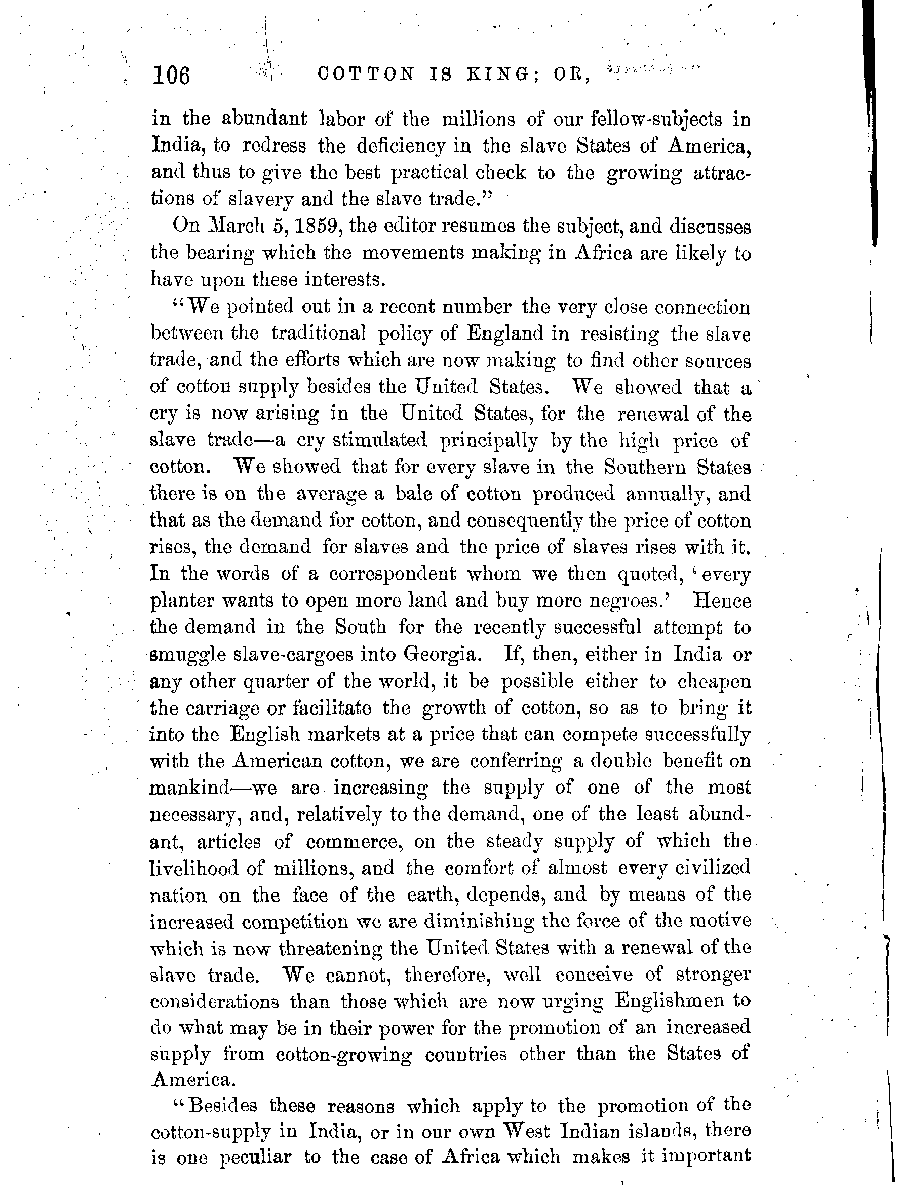 106 COTTON IS KING; OR,
in the abundant labor of the millions of our fellow-subjects in
India, to redress the deficiency in the slave States of America,
and thus to give the best practical check to the growing attrac-
tions of slavery and the slave trade.”
On March 5, 1859, the editor resumes the subject, and discusses
the bearing which the movements making in Africa are likely to
have upon these interests.
“We pointed out in a recent number the very close connection
between the traditional policy of England in resisting the slave
trade, and the efforts which are now making to find other sources
of cotton supply besides the United States. We showed that a
cry is now arising in the United States, for the renewal of the
slave trade—a cry stimulated principally by the high price of
cotton. We showed that for every slave in the Southern States
there is on the average a bale of cotton produced annually, and
that as the demand for cotton, and consequently the price of cotton
rises, the demand for slaves and the price of slaves rises with it.
In the words of a correspondent whom we then quoted, ‘every
planter wants to open more land and buy more negroes.’ Hence
the demand in the South for the recently successful attempt to
smuggle slave-cargoes into Georgia. If, then, either in India or
any other quarter of the world, it be possible either to cheapen
the carriage or facilitate the growth of cotton, so as to bring it
into the English markets at a price that can compete successfully
with the American cotton, we are conferring a double benefit on
mankind—we are increasing the supply of one of the most
necessary, and, relatively to the demand, one of the least abund-
ant, articles of commerce, on the steady supply of which the
livelihood of millions, and the comfort of almost every civilized
nation on the face of the earth, depends, and by means of the
increased competition we are diminishing the force of the motive
which is now threatening the United States with a renewal of the
slave trade. We cannot, therefore, well conceive of stronger
considerations than those which are now urging Englishmen to
do what may be in their power for the promotion of an increased
supply from cotton-growing countries other than the States of
America.
“Besides these reasons which apply to the promotion of the
cotton-supply in India, or in our own West Indian islands, there
is one peculiar to the case of Africa which makes it important